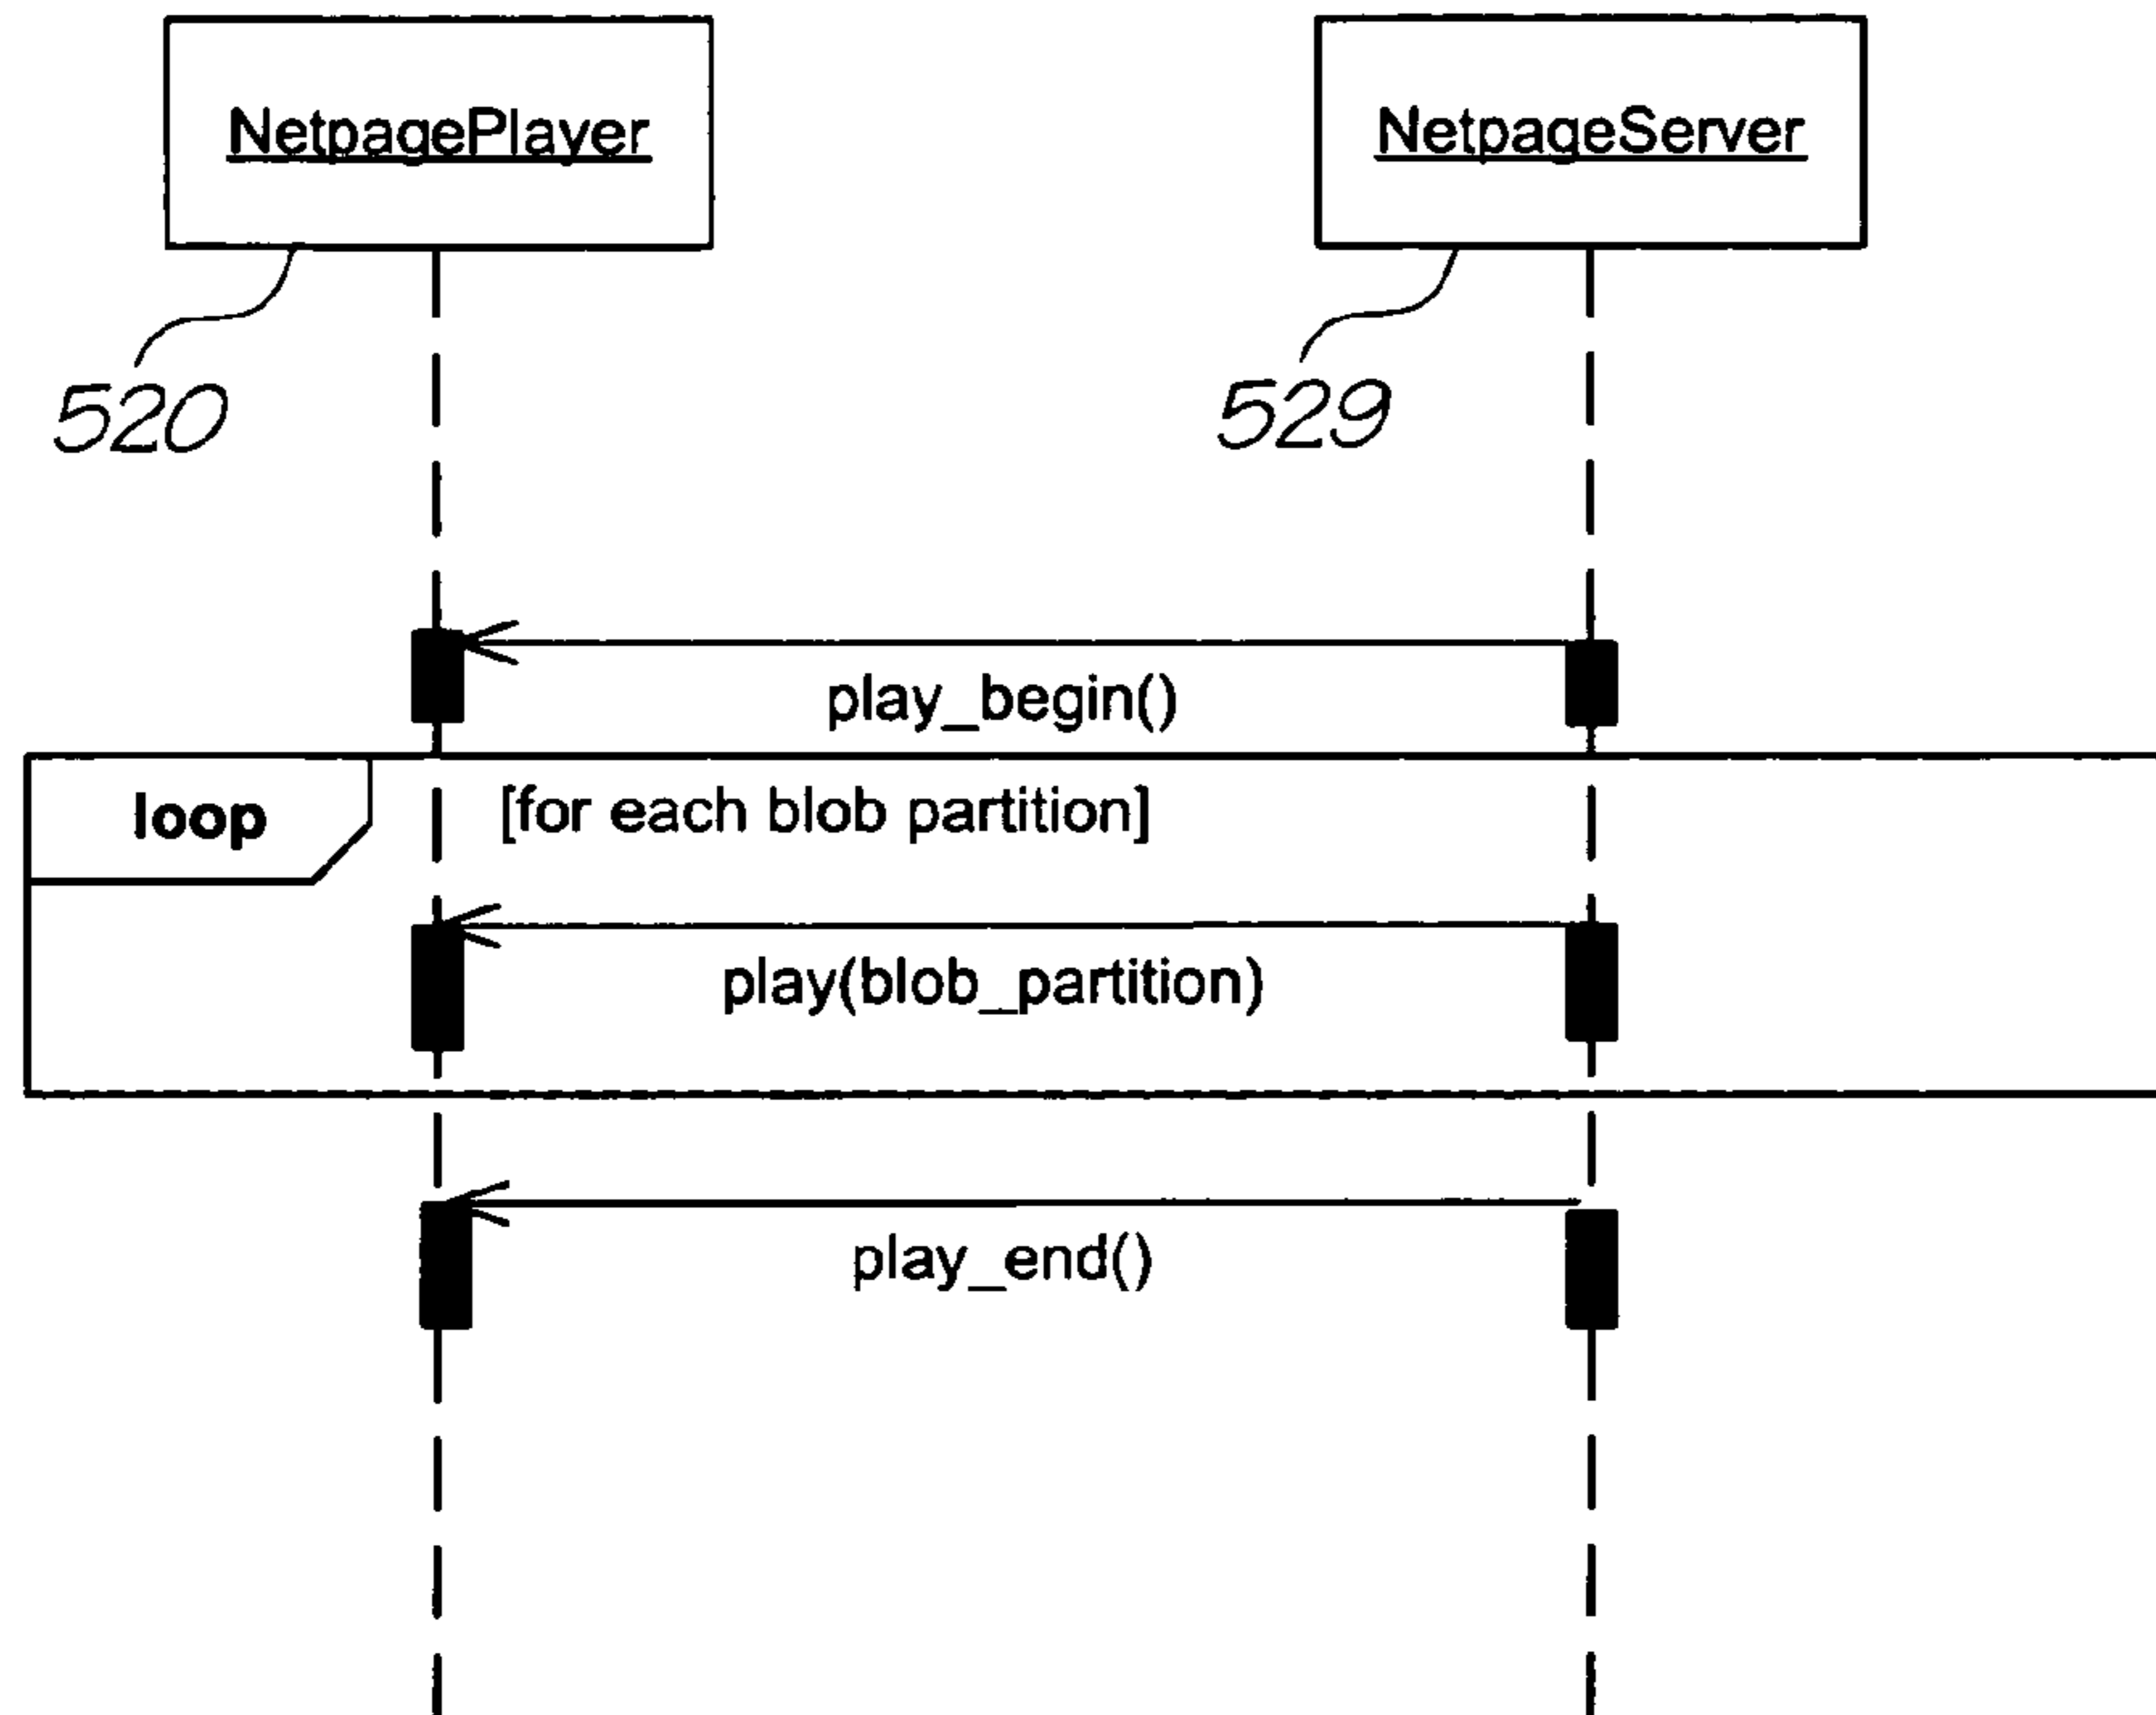 NetpagePlayer
NetpageServer
520
529
play_begin()
loop
[for each blob partition]
play(blob_partition)
play_end()